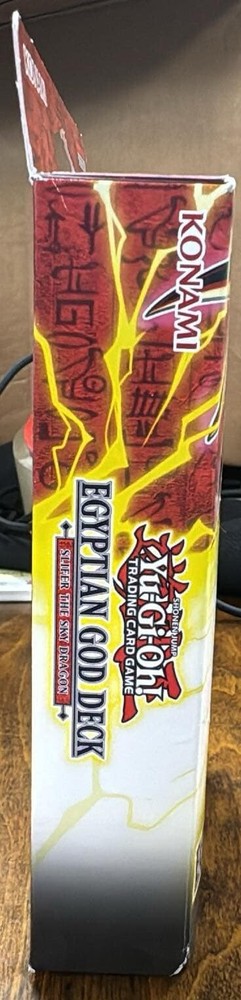 KONAMI
SHONEN JUMP
Yu-Gi-Oh!
TRADING CARD GAME
EGYPTIAN GOD DECK
SLIFER THE SKY DRAGON